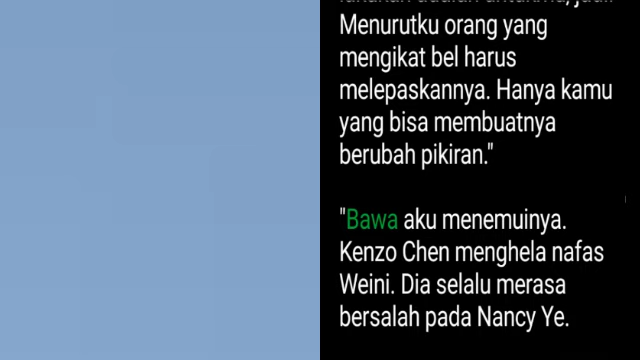 Menurutku orang yang
mengikat bel harus
melepaskannya. Hanya kamu
yang bisa membuatnya
berubah pikiran."
"Bawa aku menemuinya.
Kenzo Chen menghela nafas
Weini. Dia selalu merasa
bersalah pada Nancy Ye.